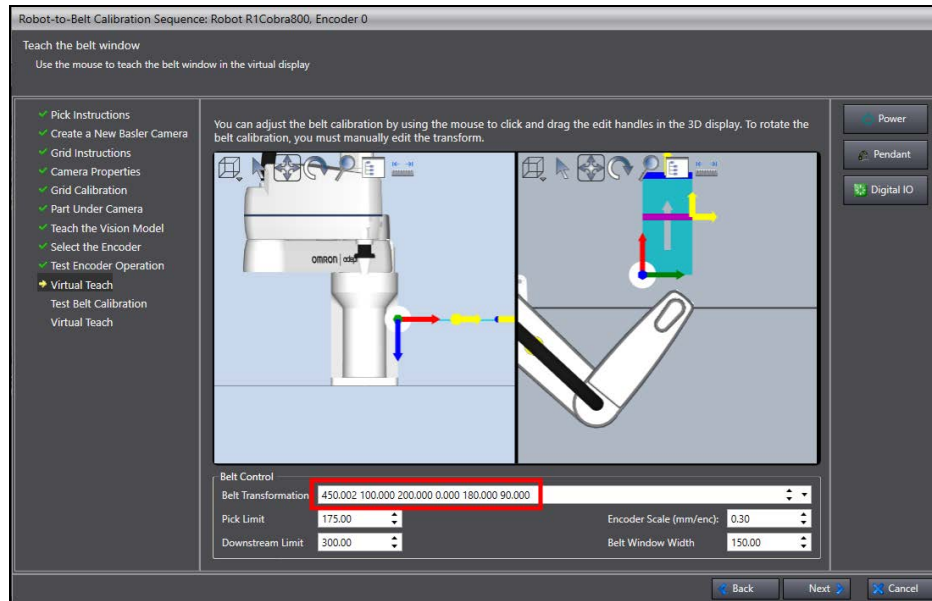 Robot-to-Belt Calibration Sequence: Robot R1Cobra800, Encoder 0
Teach the belt window
Use the mouse to teach the belt window in the virtual display
Pick Instructions
Create a New Basler Camera
Grid Instructions
Camera Properties
Grid Calibration
Part Under Camera
Teach the Vision Model
Select the Encoder
Test Encoder Operation
Virtual Teach
Test Belt Calibration
Virtual Teach
You can adjust the belt calibration by using the mouse to click and drag the edit handles in the 3D display. To rotate the
belt calibration, you must manually edit the transform.
OMRON | adept
Belt Control
Belt Transformation 450.002 100.000 200.000 0.000 180.000 90.000
Pick Limit 175.00 Encoder Scale (mm/enc): 0.30
Downstream Limit 300.00 Belt Window Width 150.00
Power
Pendant
Digital IO
Back Next Cancel